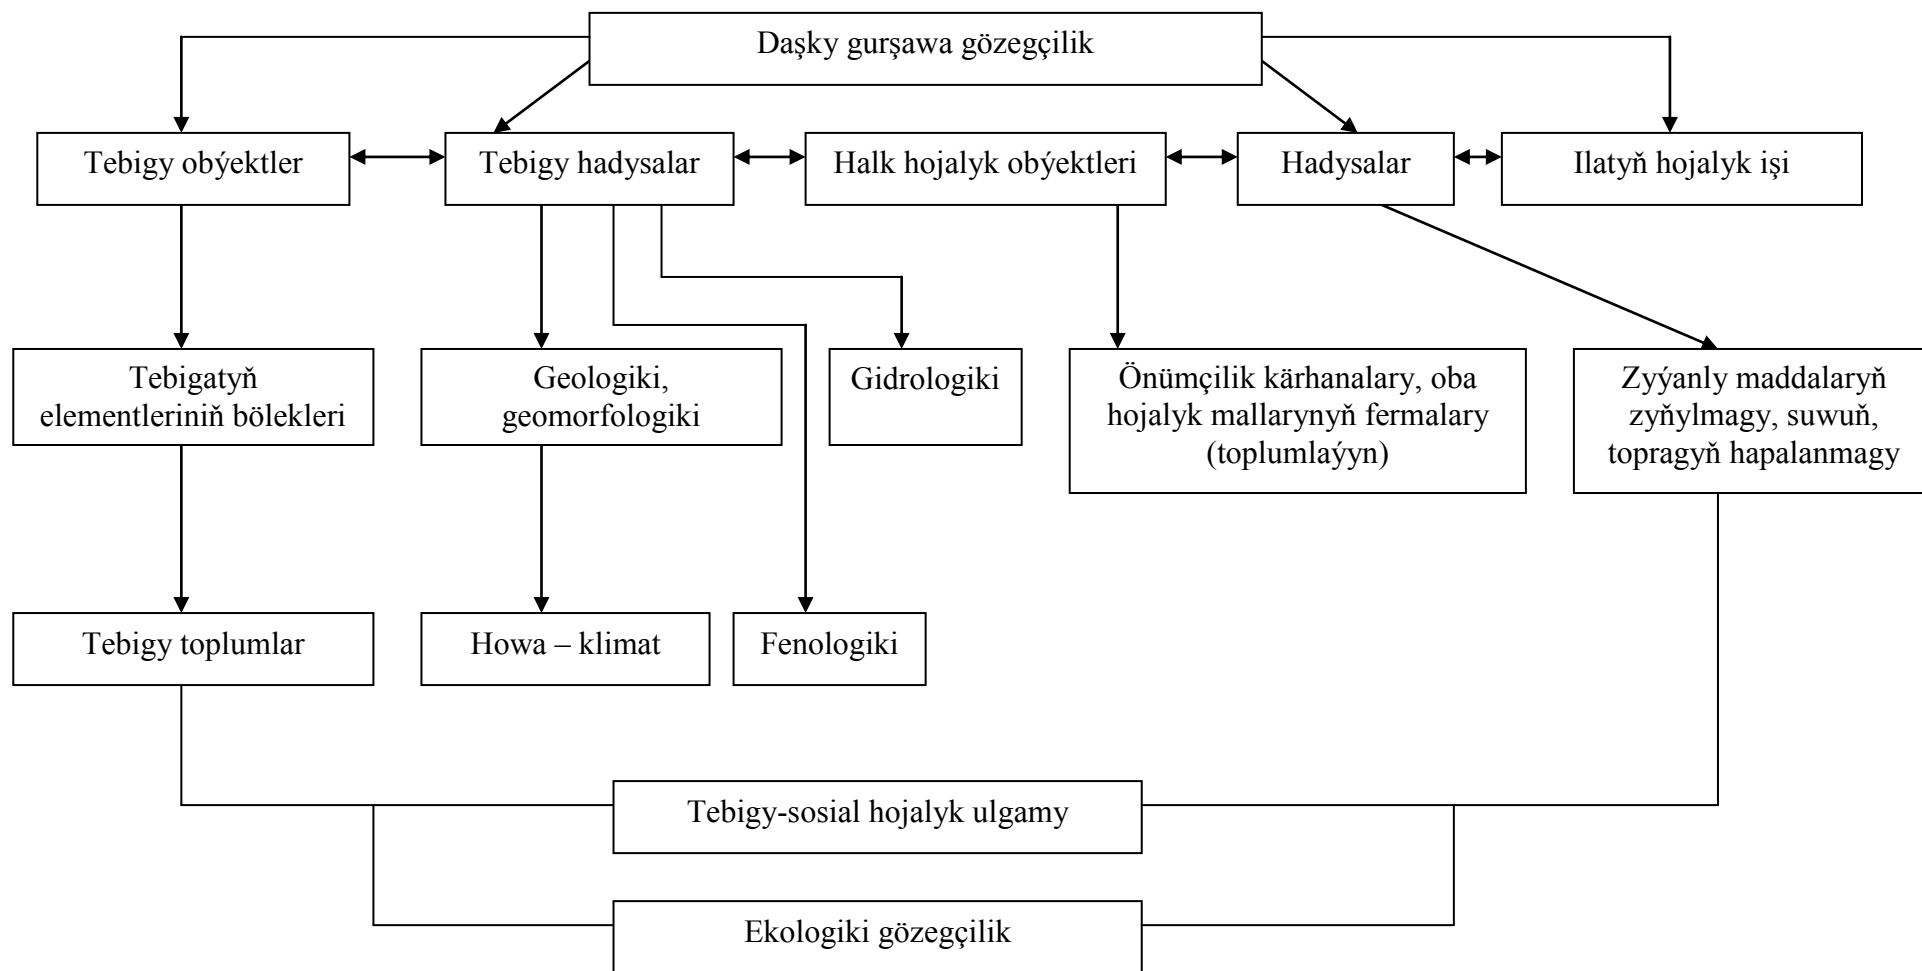 Daşky gurşawa gözegçilik
Tebigy obýektler
Tebigy hadysalar
Halk hojalyk obýektleri
Hadysalar
Ilatyň hojalyk işi
Tebigatyň
elementleriniň bölekleri
Geologiki,
geomorfologiki
Gidrologiki
Önümçilik kärhanalary, oba
hojalyk mallarynyň fermalary
(toplumlaýyn)
Zyýanly maddalaryň
zyňylmagy, suwuň,
topragyň hapalanmagy
Tebigy toplumlar
Howa – klimat
Fenologiki
Tebigy-sosial hojalyk ulgamy
Ekologiki gözegçilik